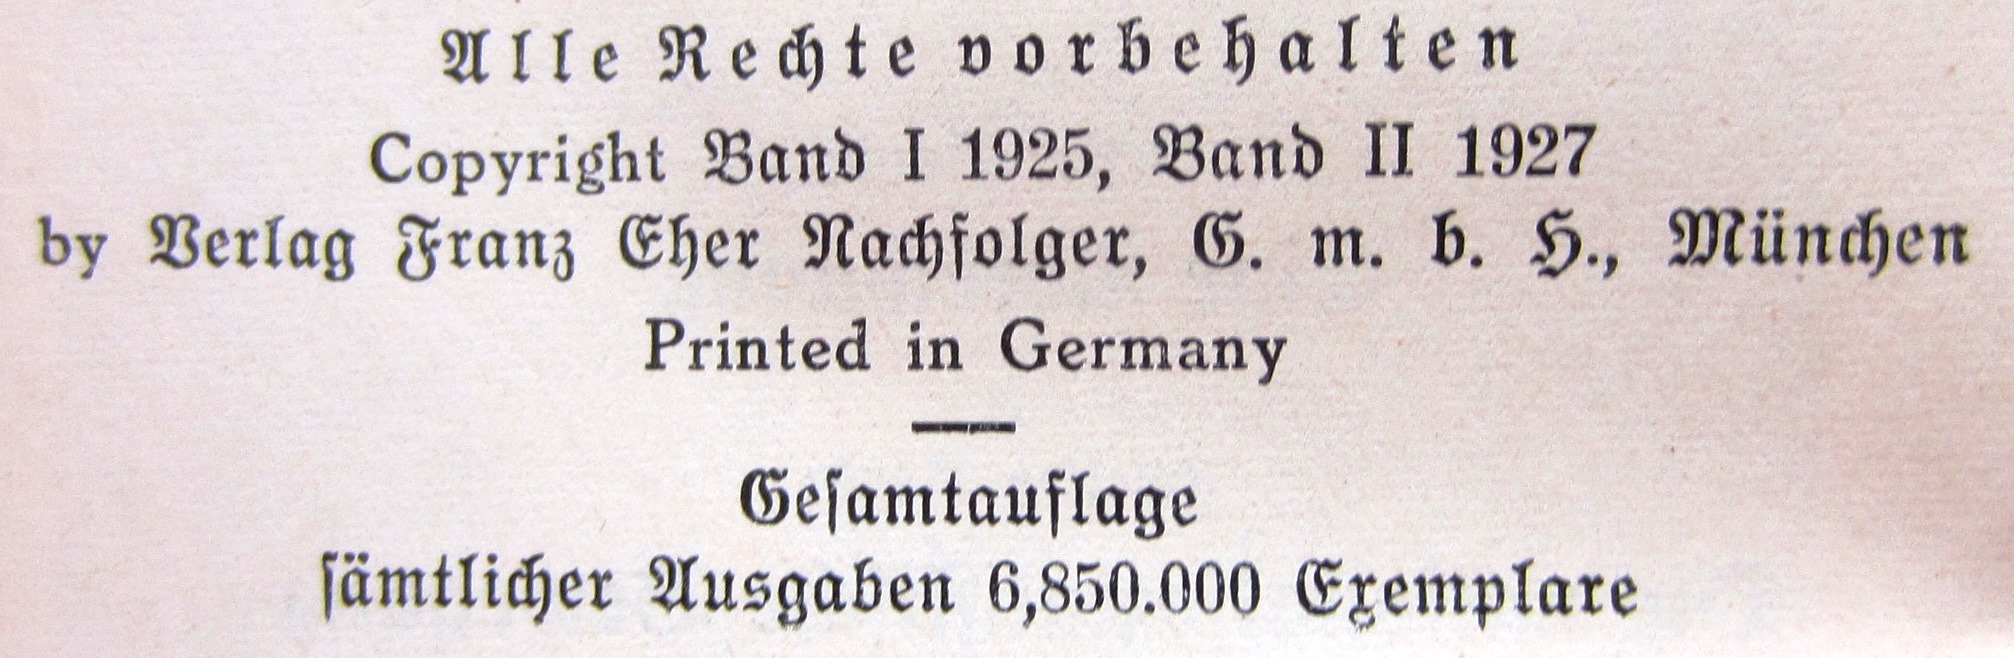 Alle Rechte vorbehalten
Copyright Band I 1925, Band II 1927
by Verlag Franz Eher Nachfolger, G. m. b. H., München
Printed in Germany
Geſamtauflage
ſämtlicher Ausgaben 6,850.000 Exemplare